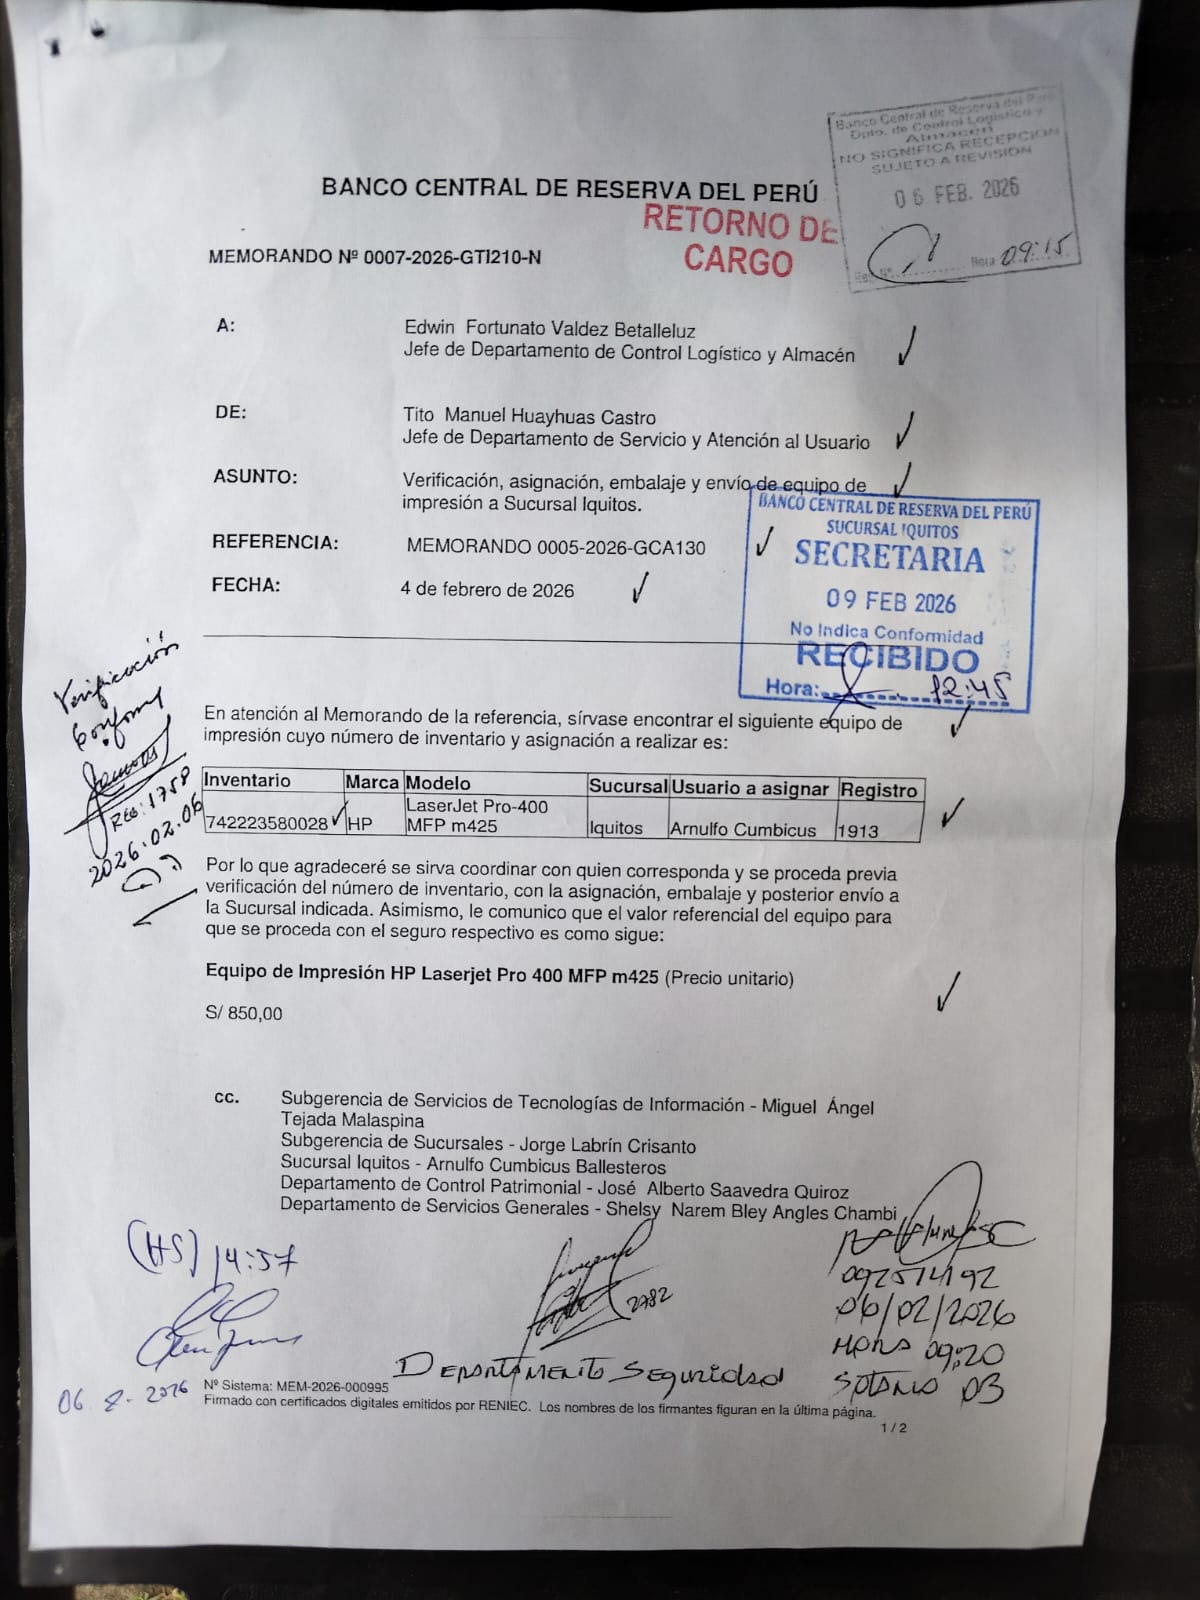 Banco Central de Reserva del Perú
Dpto. de Control Logístico y
Almacén
NO SIGNIFICA RECEPCION
SUJETO A REVISION
06 FEB. 2026
Reg. Nº Hora 09:15
BANCO CENTRAL DE RESERVA DEL PERÚ
RETORNO DE
CARGO
MEMORANDO Nº 0007-2026-GTI210-N
A: Edwin Fortunato Valdez Betalleluz
Jefe de Departamento de Control Logístico y Almacén
DE: Tito Manuel Huayhuas Castro
Jefe de Departamento de Servicio y Atención al Usuario
ASUNTO: Verificación, asignación, embalaje y envío de equipo de
impresión a Sucursal Iquitos.
REFERENCIA: MEMORANDO 0005-2026-GCA130
FECHA: 4 de febrero de 2026
BANCO CENTRAL DE RESERVA DEL PERÚ
SUCURSAL IQUITOS
SECRETARIA
09 FEB 2026
No Indica Conformidad
RECIBIDO
Hora: 12:45
Verificación
Conforme
REG: 1758
2026.02.06
En atención al Memorando de la referencia, sírvase encontrar el siguiente equipo de
impresión cuyo número de inventario y asignación a realizar es:
Inventario Marca Modelo Sucursal Usuario a asignar Registro
742223580028 HP LaserJet Pro-400 MFP m425 Iquitos Arnulfo Cumbicus 1913
Por lo que agradeceré se sirva coordinar con quien corresponda y se proceda previa
verificación del número de inventario, con la asignación, embalaje y posterior envío a
la Sucursal indicada. Asimismo, le comunico que el valor referencial del equipo para
que se proceda con el seguro respectivo es como sigue:
Equipo de Impresión HP Laserjet Pro 400 MFP m425 (Precio unitario)
S/ 850,00
cc. Subgerencia de Servicios de Tecnologías de Información - Miguel Ángel
Tejada Malaspina
Subgerencia de Sucursales - Jorge Labrín Crisanto
Sucursal Iquitos - Arnulfo Cumbicus Ballesteros
Departamento de Control Patrimonial - José Alberto Saavedra Quiroz
Departamento de Servicios Generales - Shelsy Narem Bley Angles Chambi
(HS) 14:57
06 2- 2026
2782
DEPARTAMENTO SEGURIDAD
092574192
06/02/2026
HORA 09:20
SOTANO 03
Nº Sistema: MEM-2026-000995
Firmado con certificados digitales emitidos por RENIEC. Los nombres de los firmantes figuran en la última página.
1 / 2